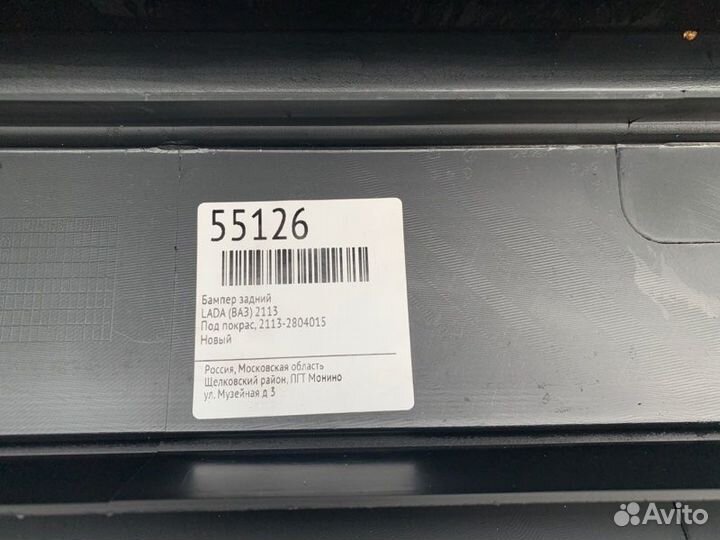 55126
Бампер задний
LADA (ВАЗ) 2113
Под покрас, 2113-2804015
Новый
Россия, Московская область
Щелковский район, ПГТ Монино
ул. Музейная д 3
Avito